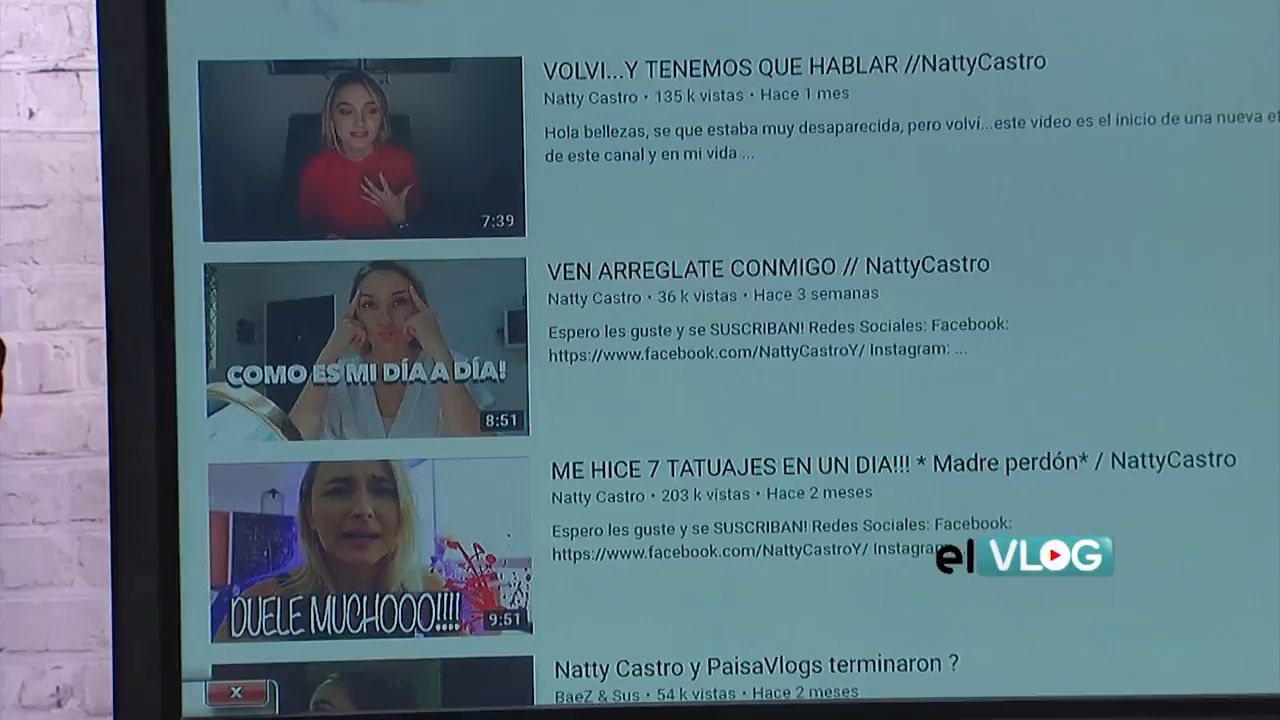 VOLVI...Y TENEMOS QUE HABLAR //NattyCastro
Natty Castro • 135 k vistas • Hace 1 mes
Hola bellezas, se que estaba muy desaparecida, pero volví...este video es el inicio de una nueva
de este canal y en mi vida ...
7:39
VEN ARREGLATE CONMIGO // NattyCastro
Natty Castro • 36 k vistas • Hace 3 semanas
Espero les guste y se SUSCRIBAN! Redes Sociales: Facebook:
https://www.facebook.com/NattyCastroY/ Instagram: ...
COMO ES MI DÍA A DÍA!
8:51
ME HICE 7 TATUAJES EN UN DIA!!! * Madre perdón* / NattyCastro
Natty Castro • 203 k vistas • Hace 2 meses
Espero les guste y se SUSCRIBAN! Redes Sociales: Facebook:
https://www.facebook.com/NattyCastroY/ Instagram
el VLOG
DUELE MUCHOOO!!!!
9:51
Natty Castro y PaisaVlogs terminaron ?
BaeZ & Sus • 54 k vistas • Hace 2 meses